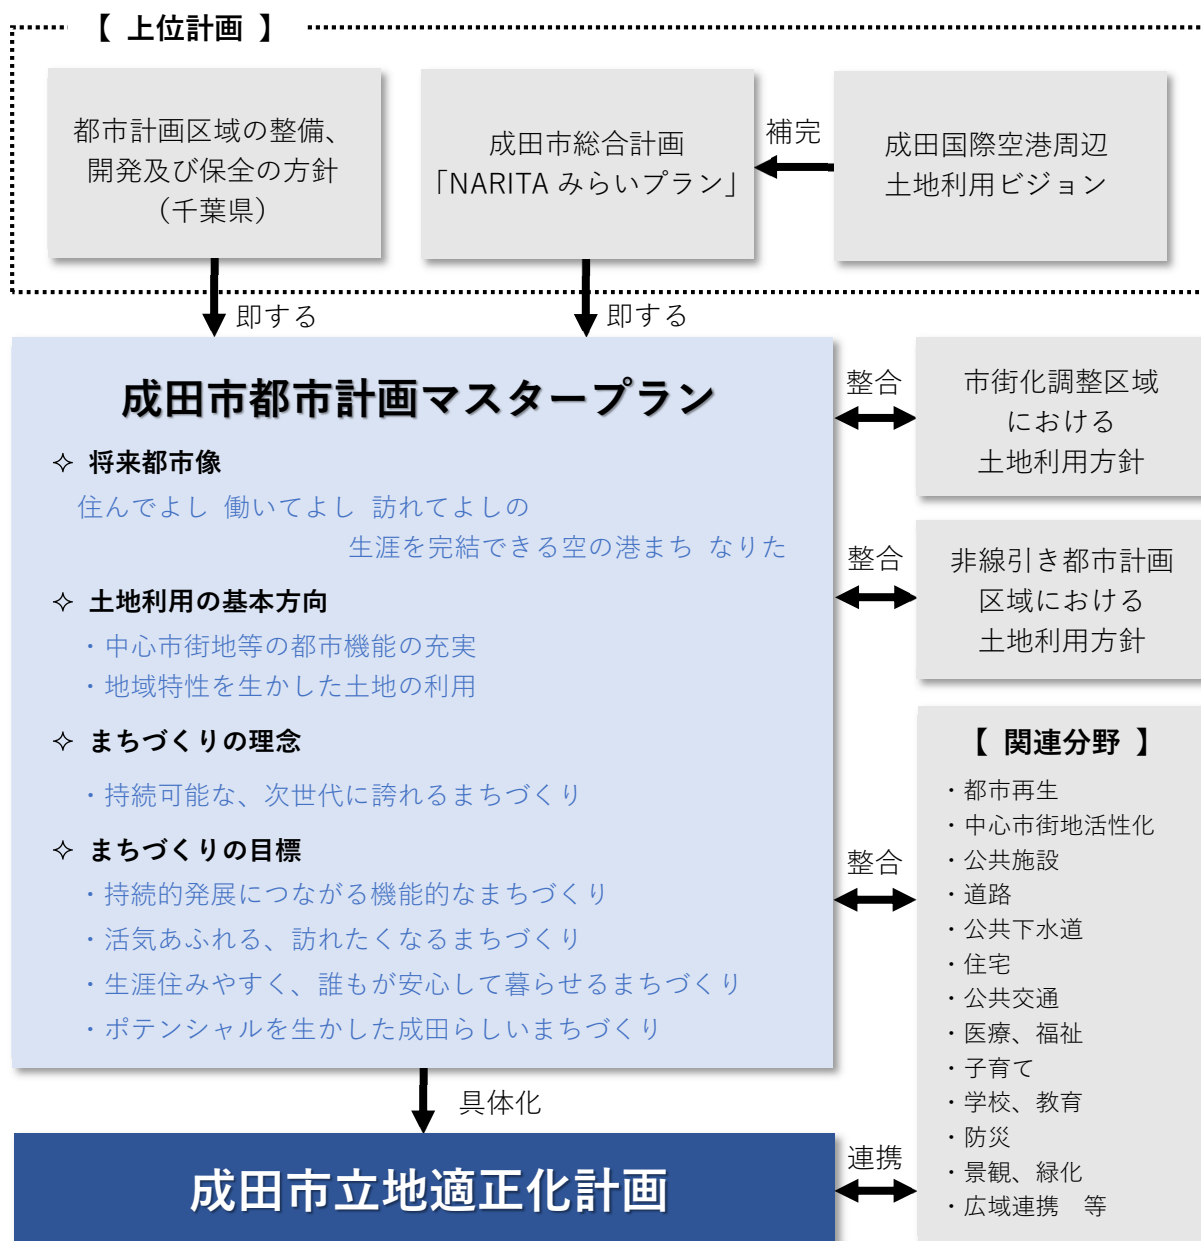 【 上位計画 】
都市計画区域の整備、
開発及び保全の方針
（千葉県）
成田市総合計画
「NARITA みらいプラン」
補完
成田国際空港周辺
土地利用ビジョン
即する
即する
成田市都市計画マスタープラン
✧ 将来都市像
住んでよし 働いてよし 訪れてよしの
生涯を完結できる空の港まち なりた
✧ 土地利用の基本方向
・中心市街地等の都市機能の充実
・地域特性を生かした土地の利用
✧ まちづくりの理念
・持続可能な、次世代に誇れるまちづくり
✧ まちづくりの目標
・持続的発展につながる機能的なまちづくり
・活気あふれる、訪れたくなるまちづくり
・生涯住みやすく、誰もが安心して暮らせるまちづくり
・ポテンシャルを生かした成田らしいまちづくり
整合
市街化調整区域
における
土地利用方針
整合
非線引き都市計画
区域における
土地利用方針
整合
【 関連分野 】
・都市再生
・中心市街地活性化
・公共施設
・道路
・公共下水道
・住宅
・公共交通
・医療、福祉
・子育て
・学校、教育
・防災
・景観、緑化
・広域連携　等
具体化
成田市立地適正化計画
連携